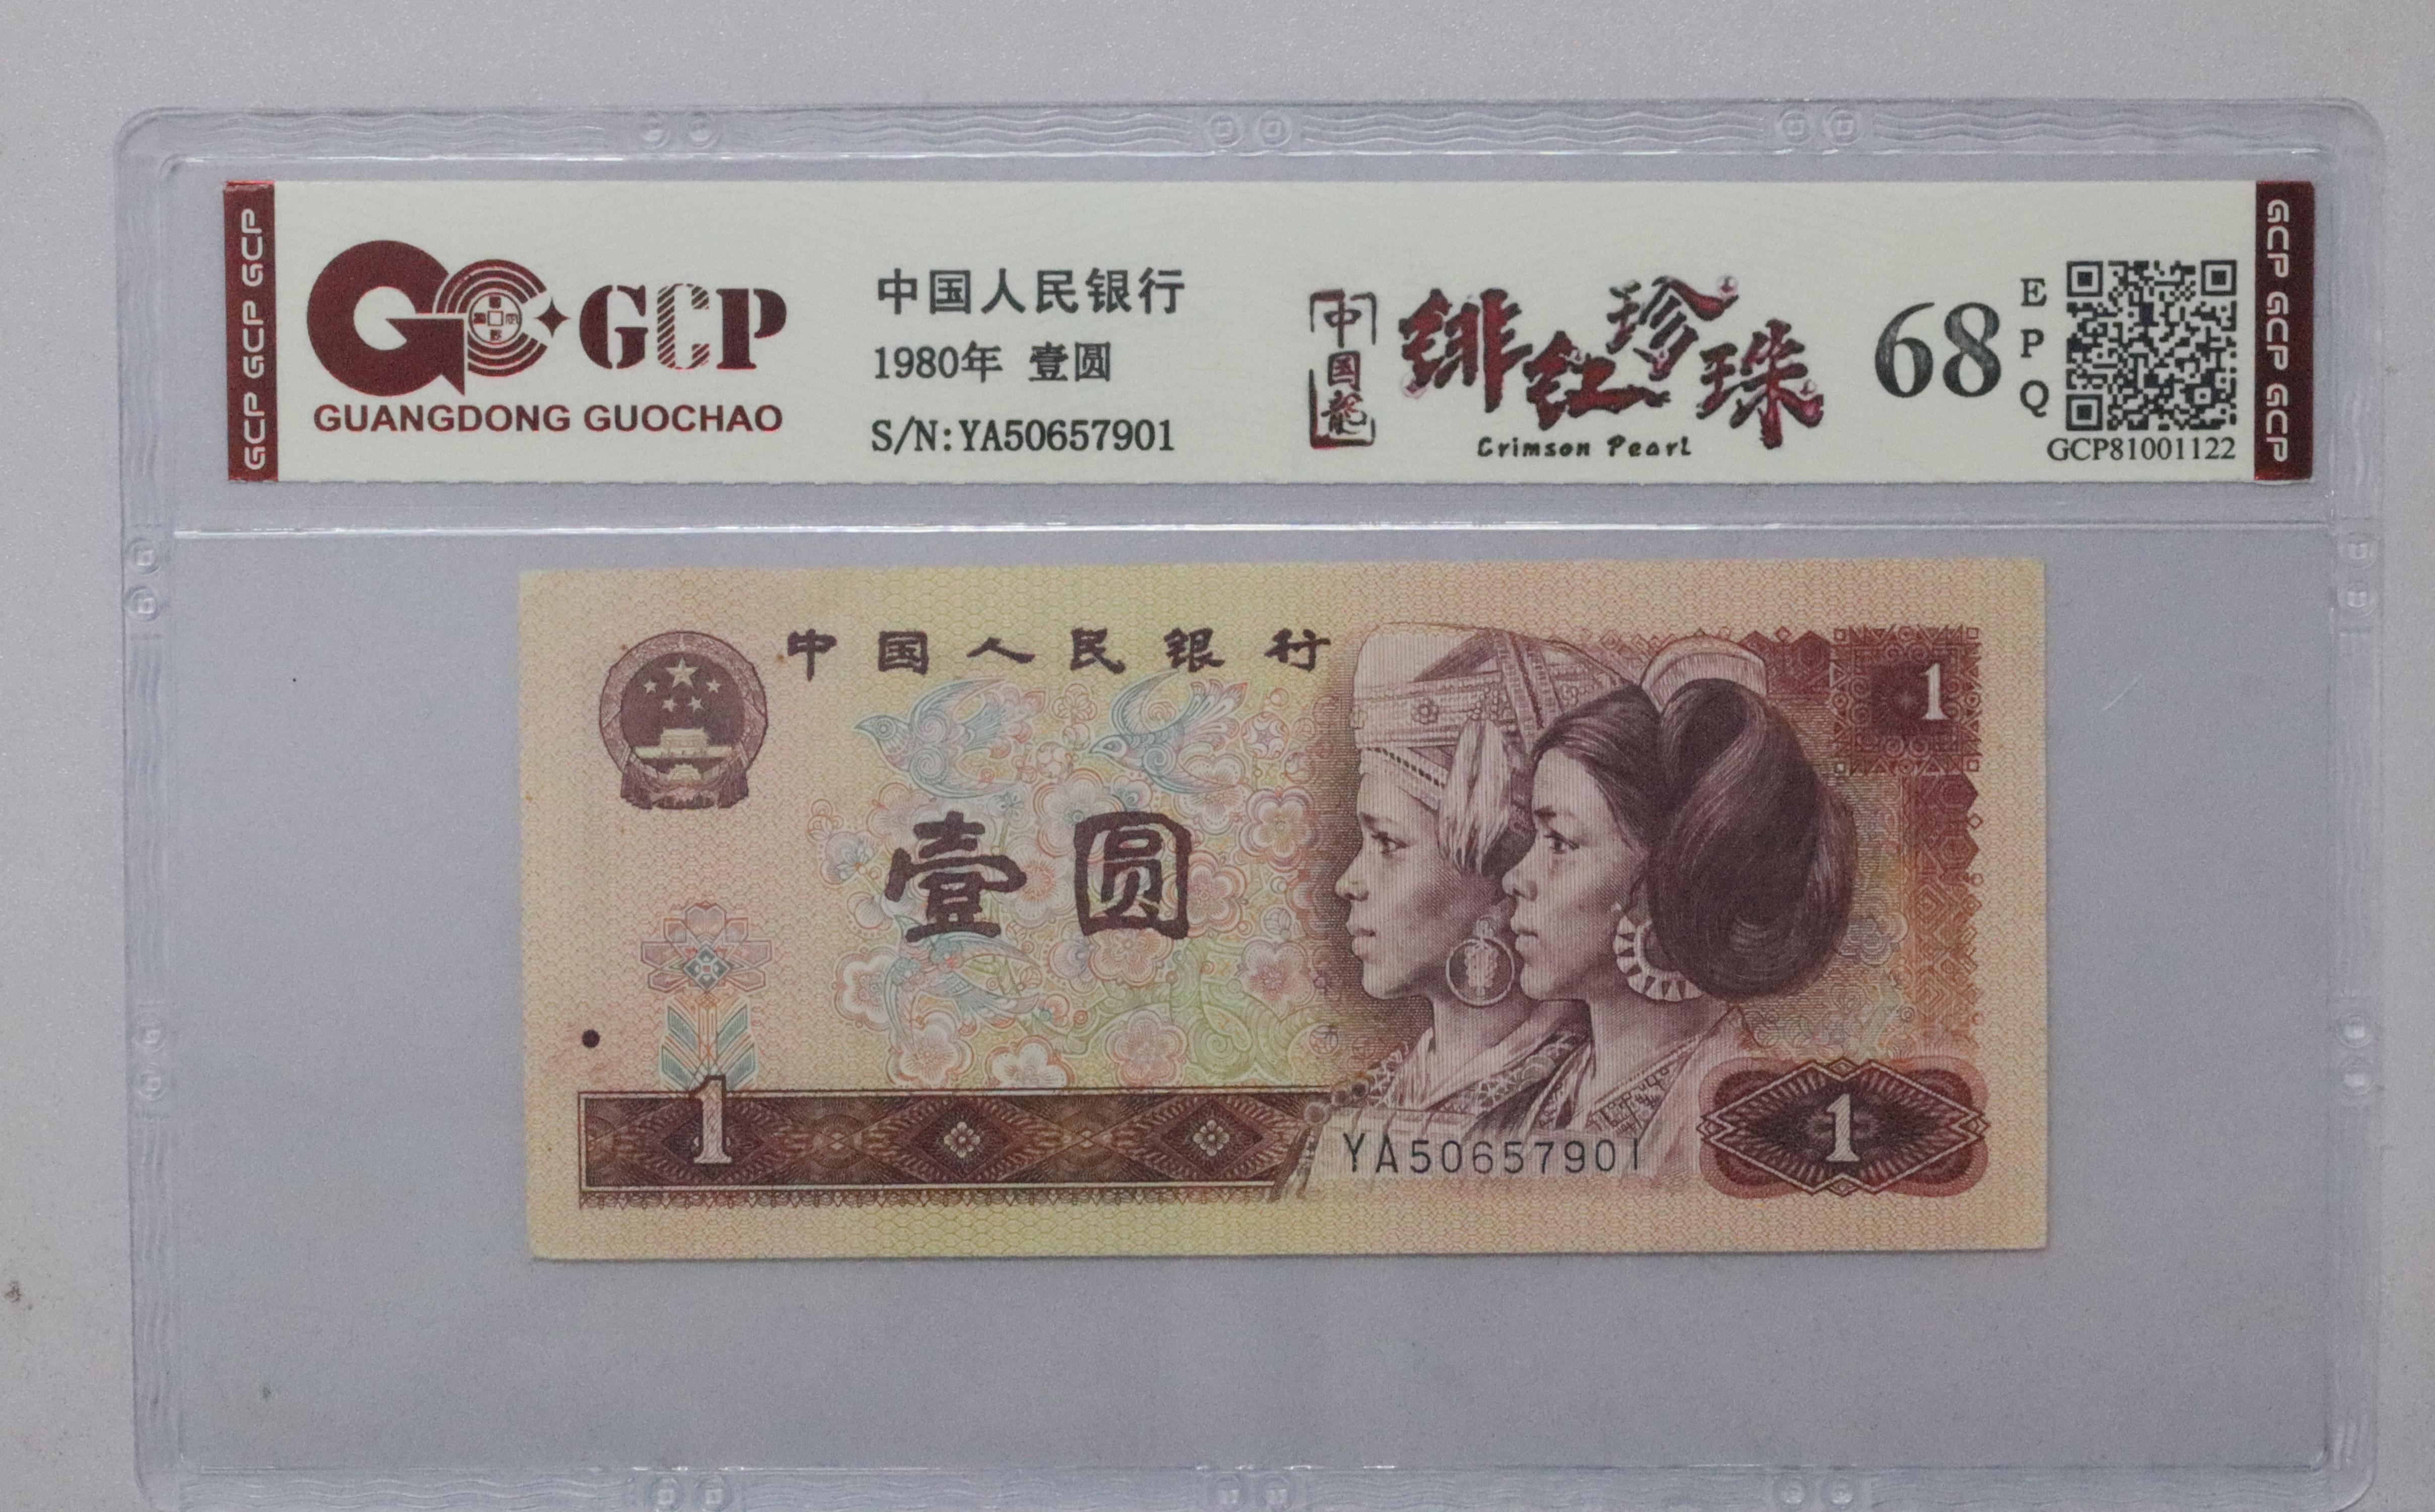 GCP GCP GCP
GCP
GUANGDONG GUOCHAO
中国人民银行
1980年 壹圆
S/N:YA50657901
中国龍
绯红珍珠
Crimson Pearl
68
EPQ
GCP81001122
GCP GCP GCP
中国人民银行
1
壹圆
1
YA50657901
1